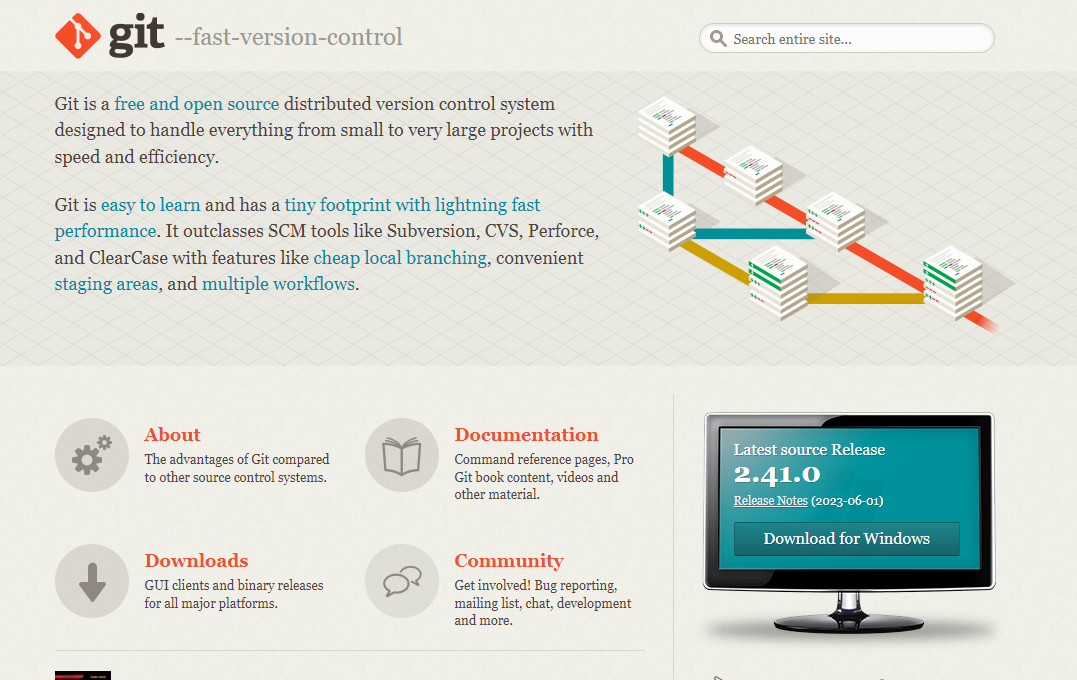 git --fast-version-control
Search entire site...
Git is a free and open source distributed version control system
designed to handle everything from small to very large projects with
speed and efficiency.
Git is easy to learn and has a tiny footprint with lightning fast
performance. It outclasses SCM tools like Subversion, CVS, Perforce,
and ClearCase with features like cheap local branching, convenient
staging areas, and multiple workflows.
About
The advantages of Git compared
to other source control systems.
Documentation
Command reference pages, Pro
Git book content, videos and
other material.
Downloads
GUI clients and binary releases
for all major platforms.
Community
Get involved! Bug reporting,
mailing list, chat, development
and more.
Latest source Release
2.41.0
Release Notes (2023-06-01)
Download for Windows